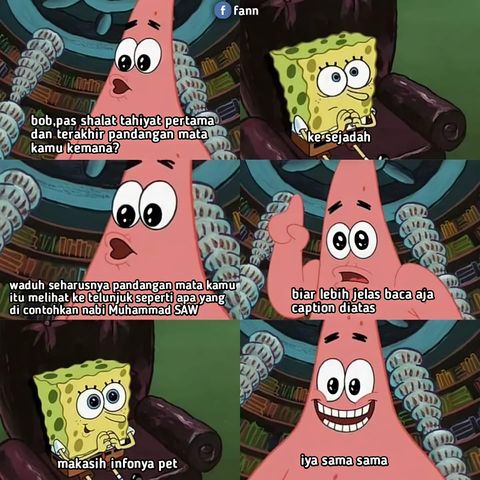 f fann
bob,pas shalat tahiyat pertama
dan terakhir pandangan mata
kamu kemana?
ke sejadah
waduh seharusnya pandangan mata kamu
itu melihat ke telunjuk seperti apa yang
di contohkan nabi Muhammad SAW
biar lebih jelas baca aja
caption diatas
makasih infonya pet
iya sama sama